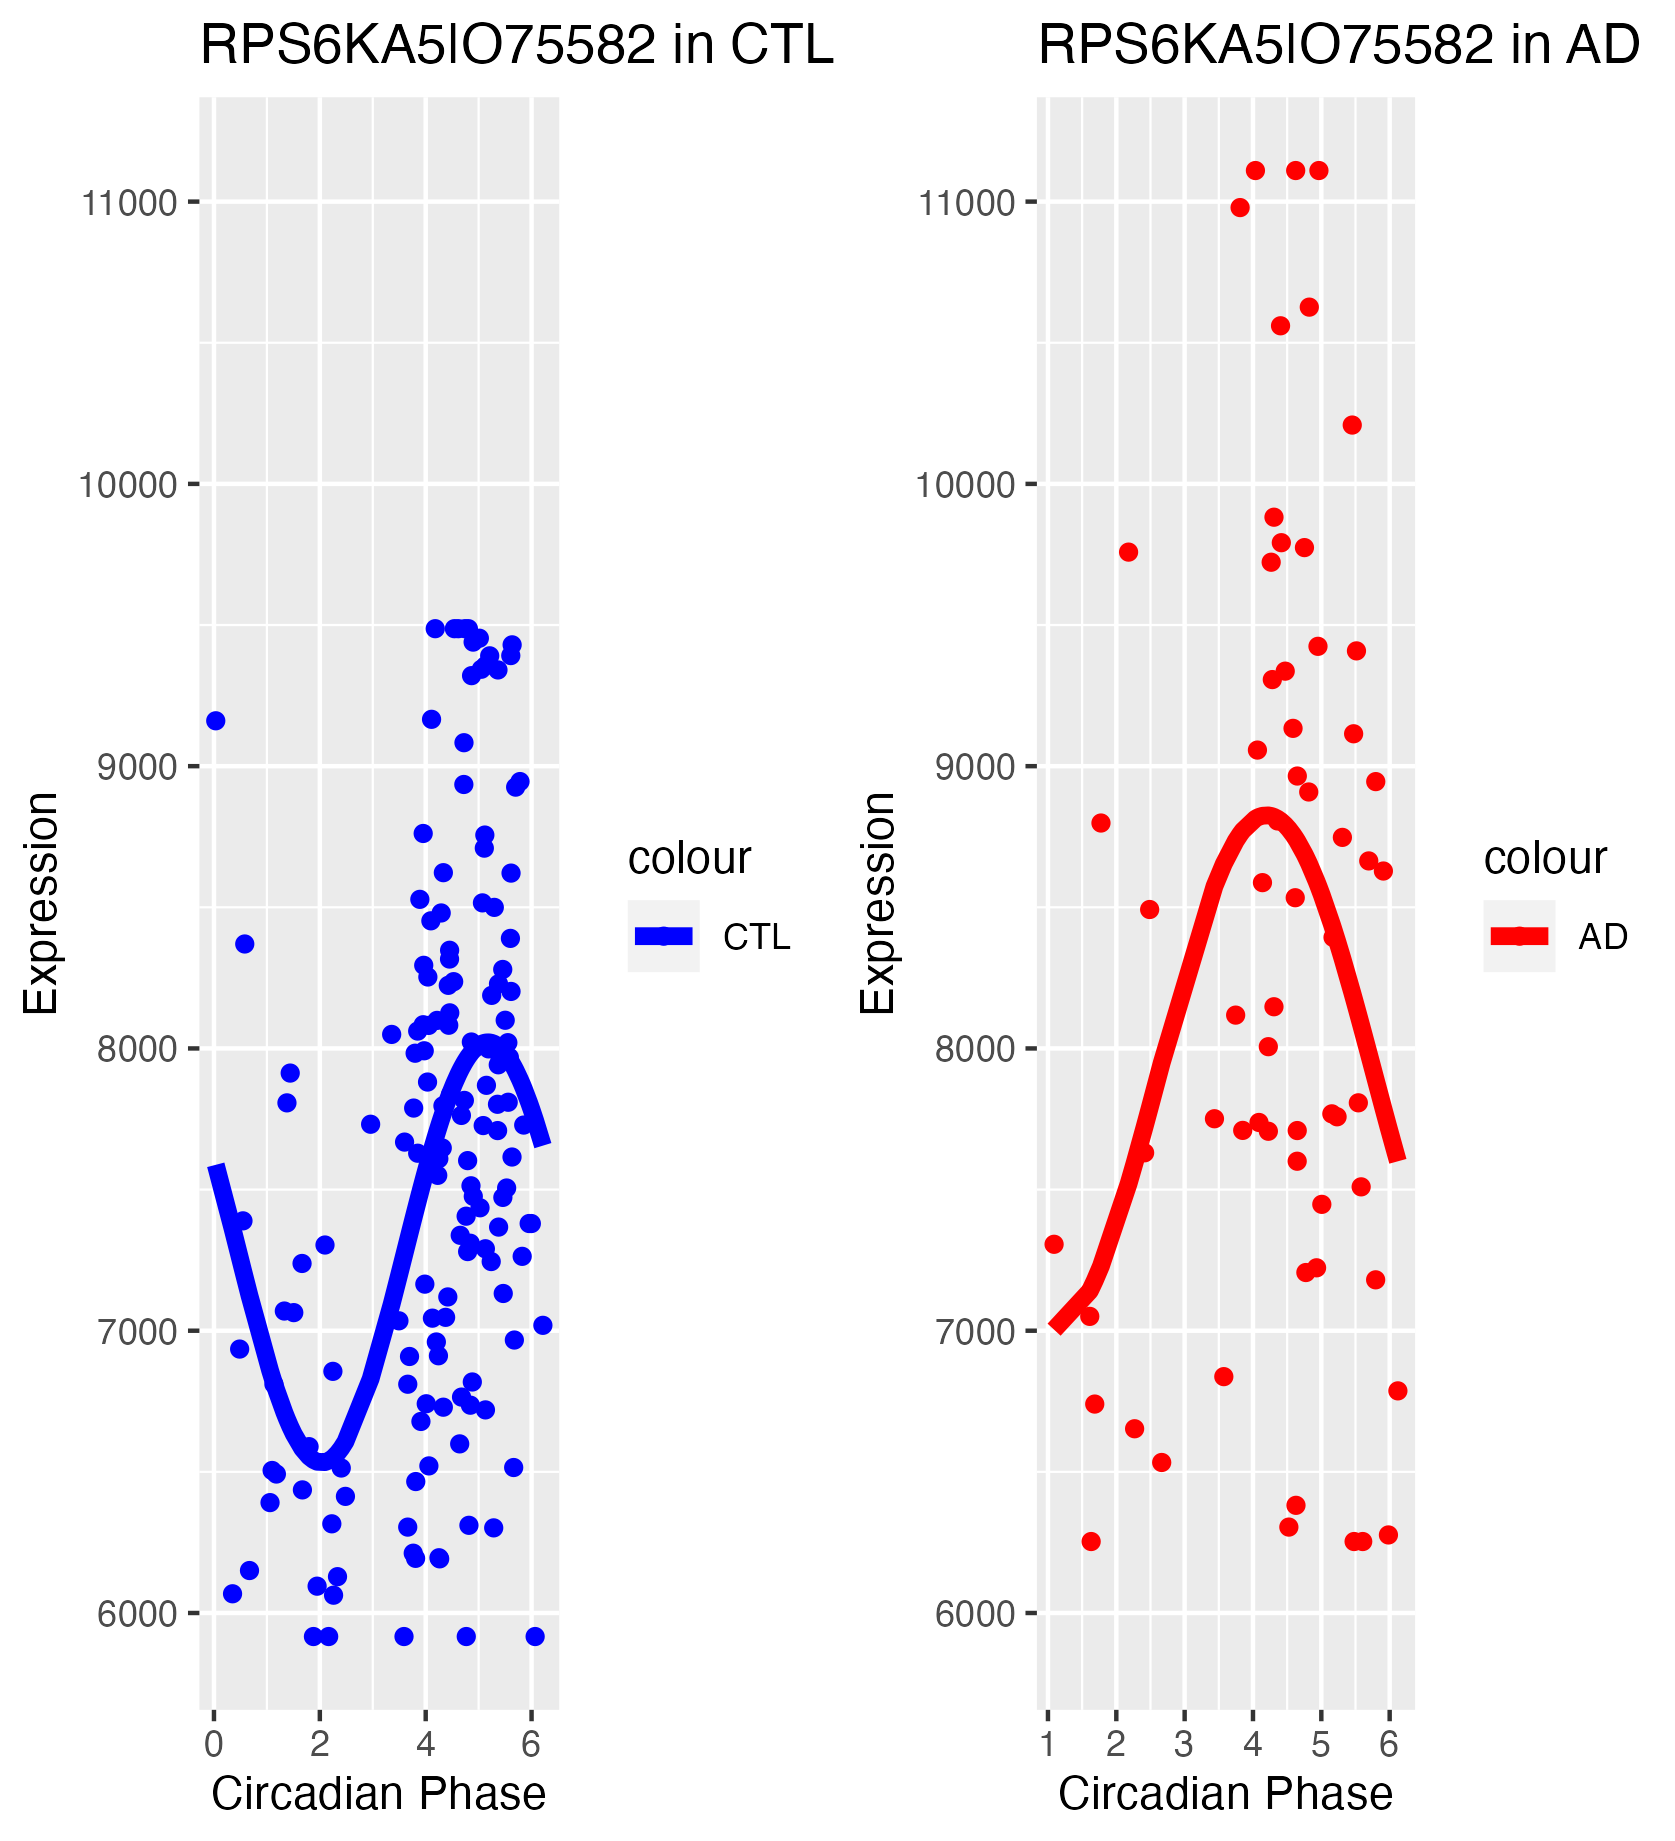 RPS6KA5|O75582 in CTL
Expression
11000
10000
9000
8000
7000
6000
0 2 4 6
Circadian Phase
colour
CTL
RPS6KA5|O75582 in AD
Expression
11000
10000
9000
8000
7000
6000
1 2 3 4 5 6
Circadian Phase
colour
AD